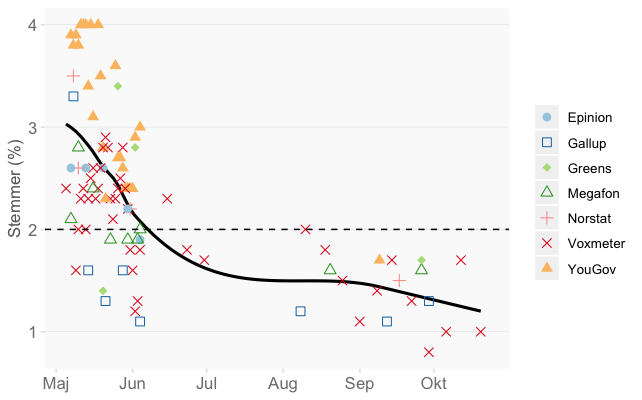 Stemmer (%)
4
3
2
1
Maj Jun Jul Aug Sep Okt
Epinion
Gallup
Greens
Megafon
Norstat
Voxmeter
YouGov